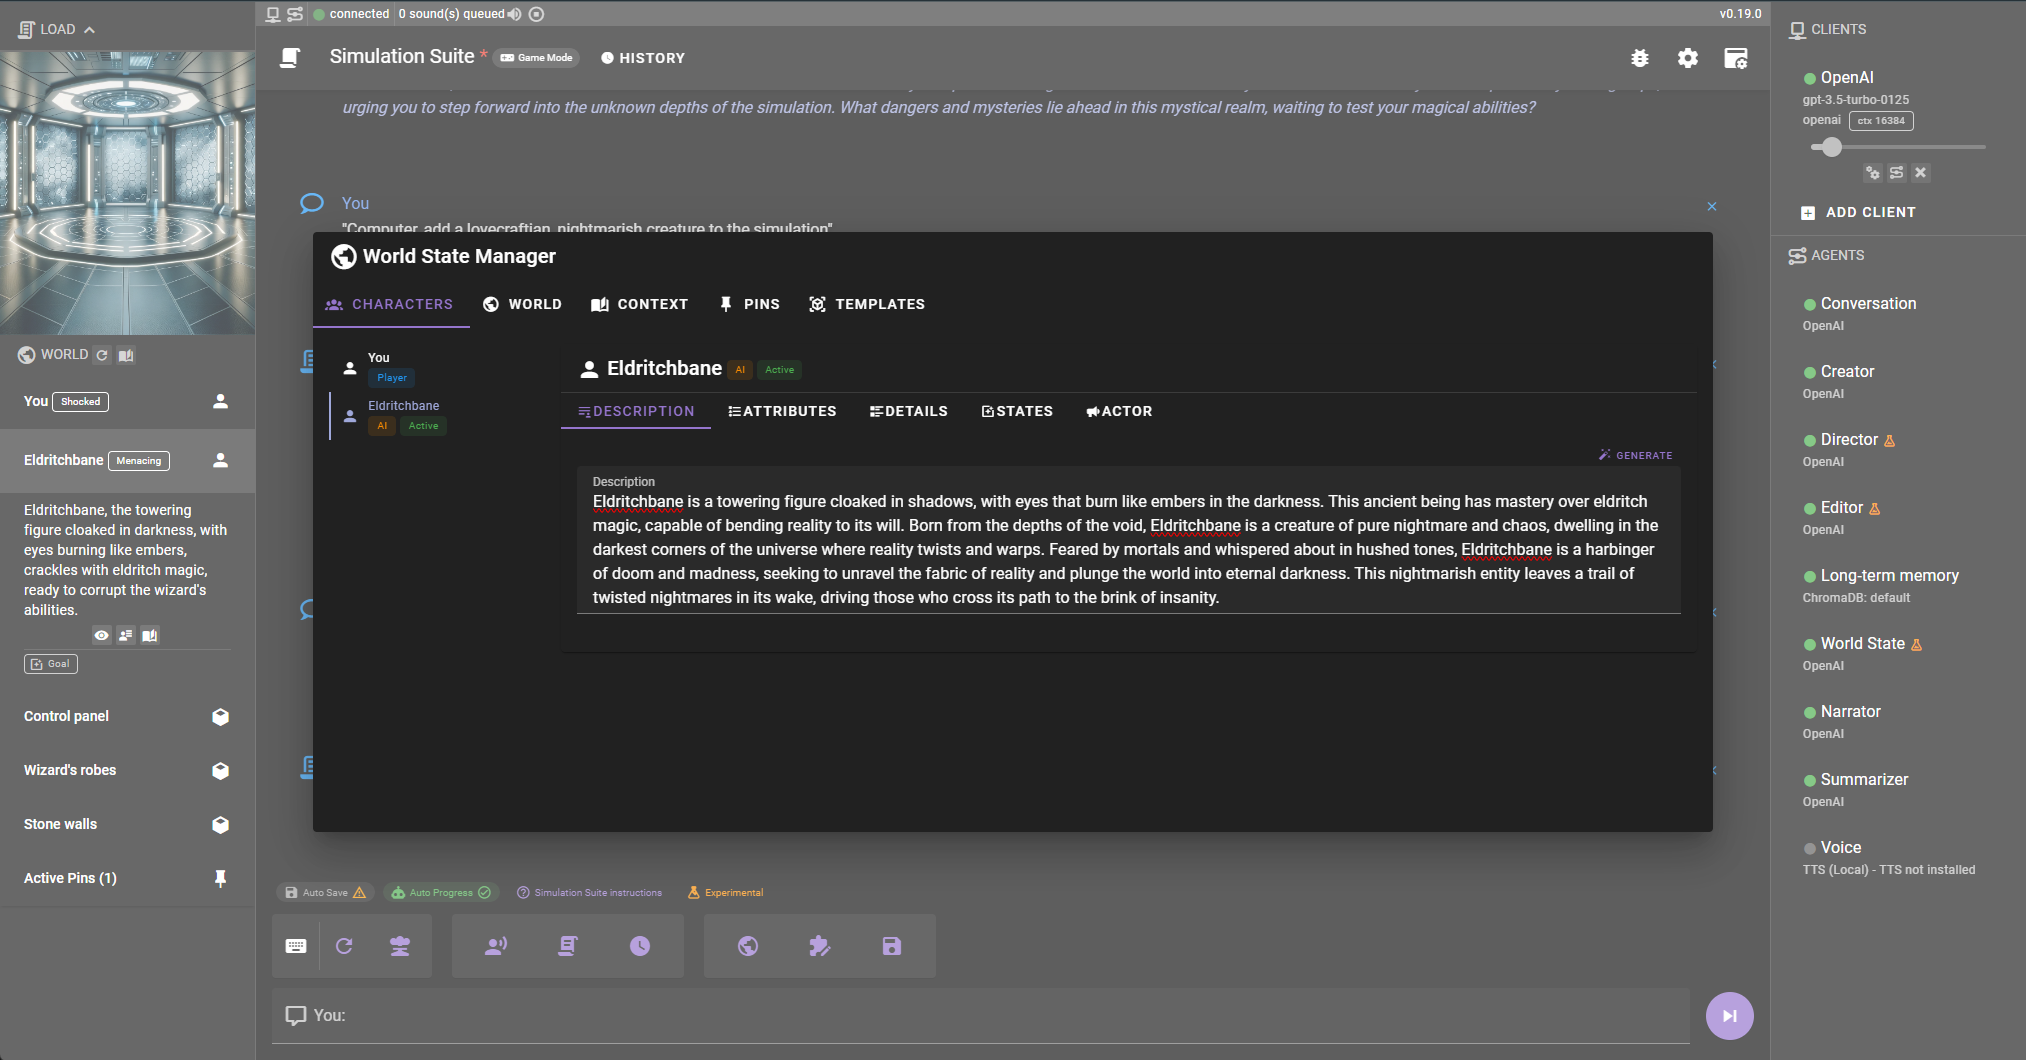 LOAD
connected
0 sound(s) queued
v0.19.0
Simulation Suite *
Game Mode
HISTORY
urging you to step forward into the unknown depths of the simulation. What dangers and mysteries lie ahead in this mystical realm, waiting to test your magical abilities?
You
"Computer, add a lovecraftian, nightmarish creature to the simulation"
World State Manager
CHARACTERS
WORLD
CONTEXT
PINS
TEMPLATES
You
Player
Eldritchbane
AI
Active
Eldritchbane
AI
Active
DESCRIPTION
ATTRIBUTES
DETAILS
STATES
ACTOR
GENERATE
Description
Eldritchbane is a towering figure cloaked in shadows, with eyes that burn like embers in the darkness. This ancient being has mastery over eldritch
magic, capable of bending reality to its will. Born from the depths of the void, Eldritchbane is a creature of pure nightmare and chaos, dwelling in the
darkest corners of the universe where reality twists and warps. Feared by mortals and whispered about in hushed tones, Eldritchbane is a harbinger
of doom and madness, seeking to unravel the fabric of reality and plunge the world into eternal darkness. This nightmarish entity leaves a trail of
twisted nightmares in its wake, driving those who cross its path to the brink of insanity.
WORLD
You
Shocked
Eldritchbane
Menacing
Eldritchbane, the towering
figure cloaked in darkness, with
eyes burning like embers,
crackles with eldritch magic,
ready to corrupt the wizard's
abilities.
Goal
Control panel
Wizard's robes
Stone walls
Active Pins (1)
Auto Save
Auto Progress
Simulation Suite instructions
Experimental
You:
CLIENTS
OpenAI
gpt-3.5-turbo-0125
openai
ctx 16384
ADD CLIENT
AGENTS
Conversation
OpenAI
Creator
OpenAI
Director
OpenAI
Editor
OpenAI
Long-term memory
ChromaDB: default
World State
OpenAI
Narrator
OpenAI
Summarizer
OpenAI
Voice
TTS (Local) - TTS not installed